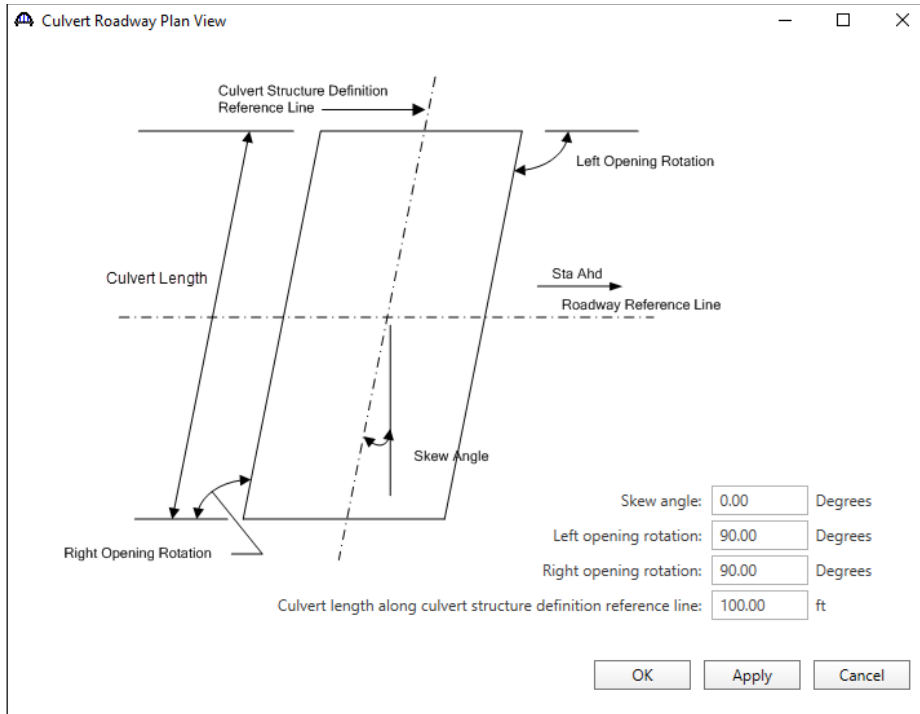 Culvert Roadway Plan View
Culvert Structure Definition
Reference Line
Left Opening Rotation
Culvert Length
Sta Ahd
Roadway Reference Line
Skew Angle
Right Opening Rotation
Skew angle: 0.00 Degrees
Left opening rotation: 90.00 Degrees
Right opening rotation: 90.00 Degrees
Culvert length along culvert structure definition reference line: 100.00 ft
OK Apply Cancel